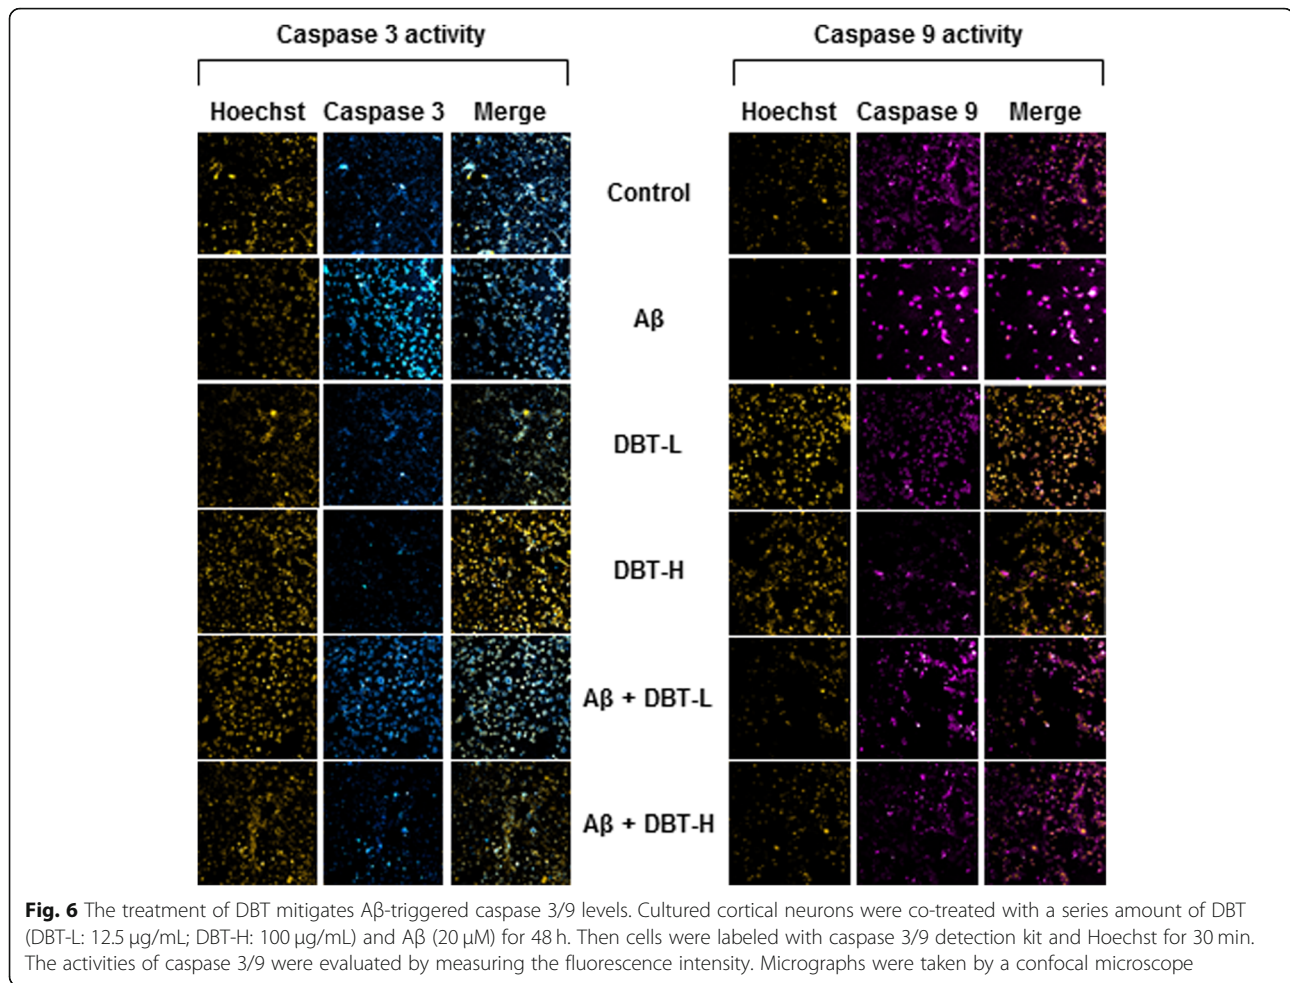 Caspase 3 activity
Caspase 9 activity
Hoechst Caspase 3 Merge
Hoechst Caspase 9 Merge
Control
Aβ
DBT-L
DBT-H
Aβ + DBT-L
Aβ + DBT-H
Fig. 6 The treatment of DBT mitigates Aβ-triggered caspase 3/9 levels. Cultured cortical neurons were co-treated with a series amount of DBT
(DBT-L: 12.5 μg/mL; DBT-H: 100 μg/mL) and Aβ (20 μM) for 48 h. Then cells were labeled with caspase 3/9 detection kit and Hoechst for 30 min.
The activities of caspase 3/9 were evaluated by measuring the fluorescence intensity. Micrographs were taken by a confocal microscope